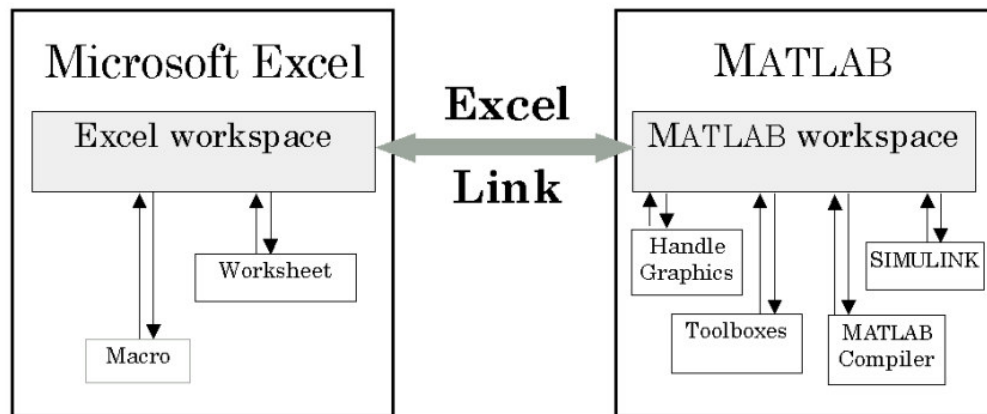 Microsoft Excel
Excel workspace
Worksheet
Macro
Excel
Link
MATLAB
MATLAB workspace
Handle
Graphics
SIMULINK
Toolboxes
MATLAB
Compiler